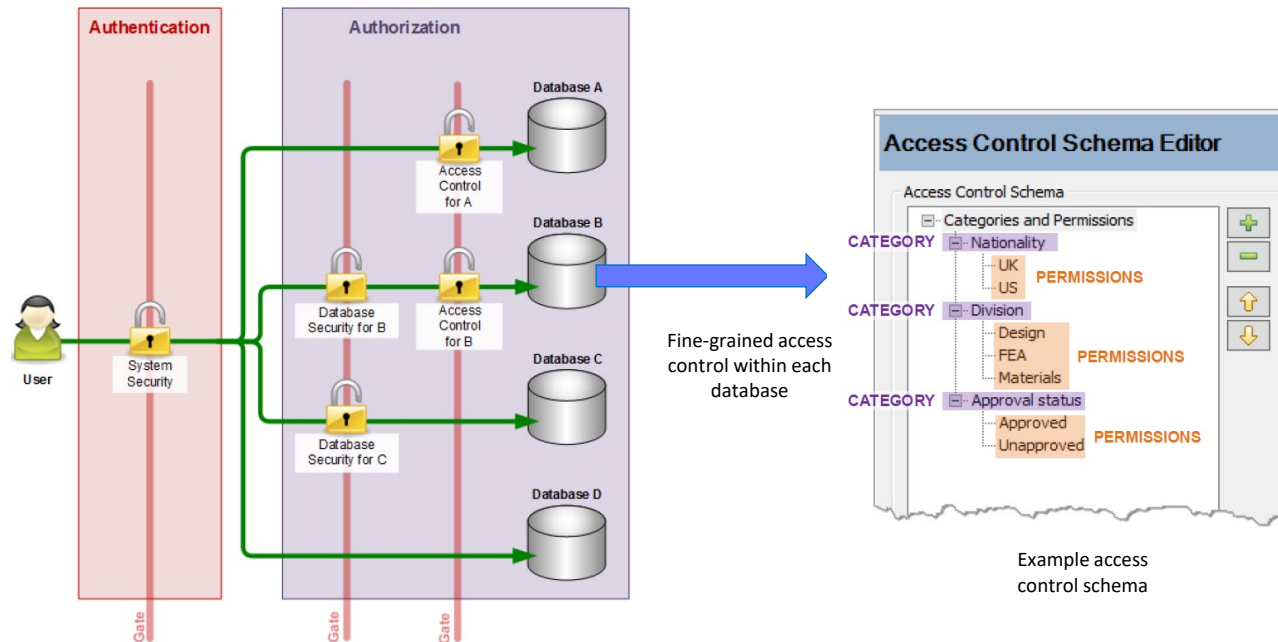 Authentication
Authorization
Database A
Access
Control
for A
Database B
Database
Security for B
Access
Control
for B
User
System
Security
Database C
Database
Security for C
Database D
Gate
Gate
Gate
Fine-grained access
control within each
database
Access Control Schema Editor
Access Control Schema
Categories and Permissions
CATEGORY Nationality
UK
US
PERMISSIONS
CATEGORY Division
Design
FEA
Materials
PERMISSIONS
CATEGORY Approval status
Approved
Unapproved
PERMISSIONS
Example access
control schema